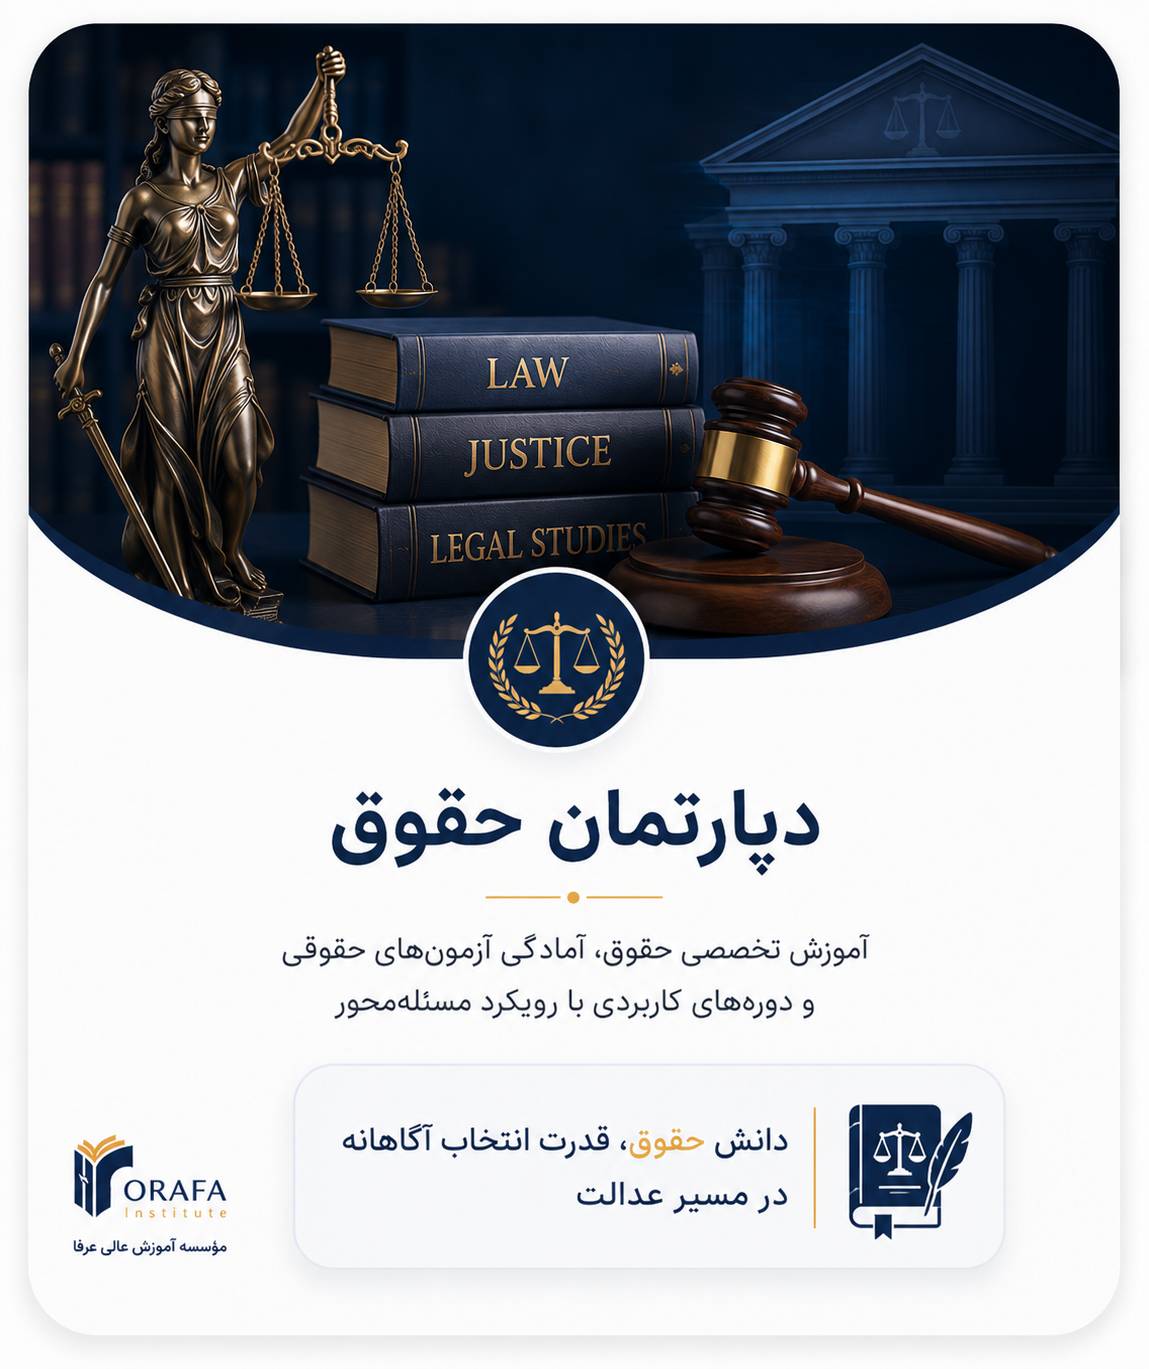 LAW
JUSTICE
LEGAL STUDIES
دپارتمان حقوق
آموزش تخصصی حقوق، آمادگی آزمون‌های حقوقی
و دوره‌های کاربردی با رویکرد مسئله‌محور
دانش حقوق، قدرت انتخاب آگاهانه
در مسیر عدالت
ORAFA
Institute
مؤسسه آموزش عالی عرفا